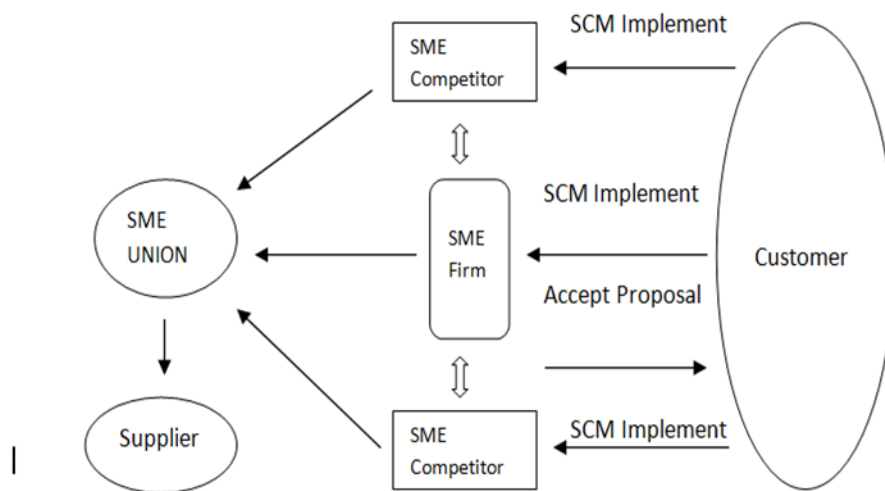 SME
Competitor
SCM Implement
SME
UNION
SME
Firm
SCM Implement
Accept Proposal
Customer
Supplier
SME
Competitor
SCM Implement